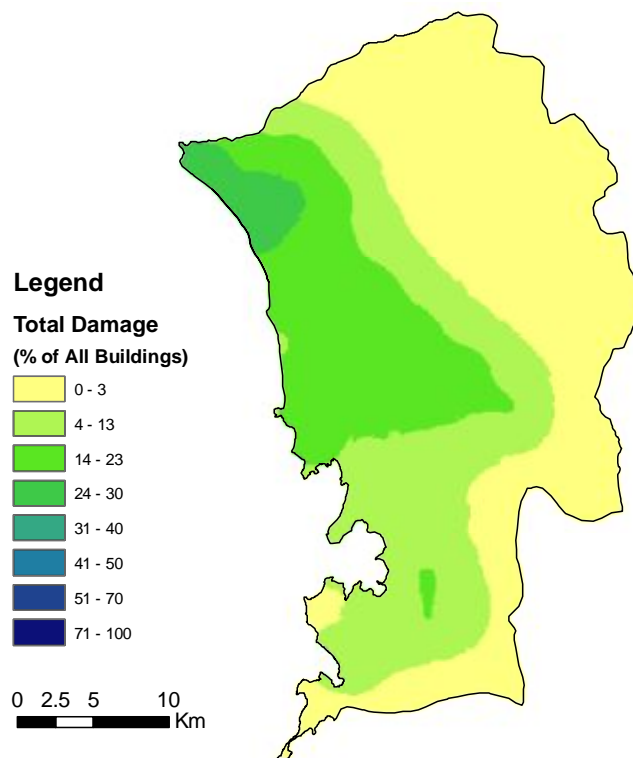 Legend
Total Damage
(% of All Buildings)
0 - 3
4 - 13
14 - 23
24 - 30
31 - 40
41 - 50
51 - 70
71 - 100
0 2.5 5 10
Km